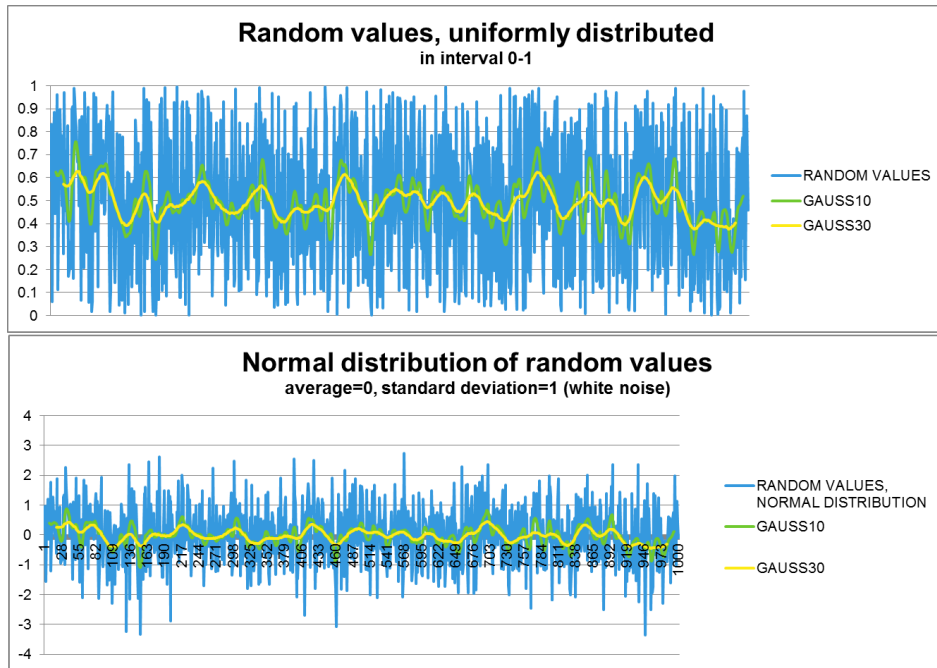 Random values, uniformly distributed
in interval 0-1
1
0.9
0.8
0.7
0.6
0.5
0.4
0.3
0.2
0.1
0
RANDOM VALUES
GAUSS10
GAUSS30
Normal distribution of random values
average=0, standard deviation=1 (white noise)
4
3
2
1
0
-1
-2
-3
-4
1 28 55 82 109 136 163 190 217 244 271 298 325 352 379 406 433 460 487 514 541 568 595 622 649 676 703 730 757 784 811 838 865 892 919 946 973 1000
RANDOM VALUES,
NORMAL DISTRIBUTION
GAUSS10
GAUSS30